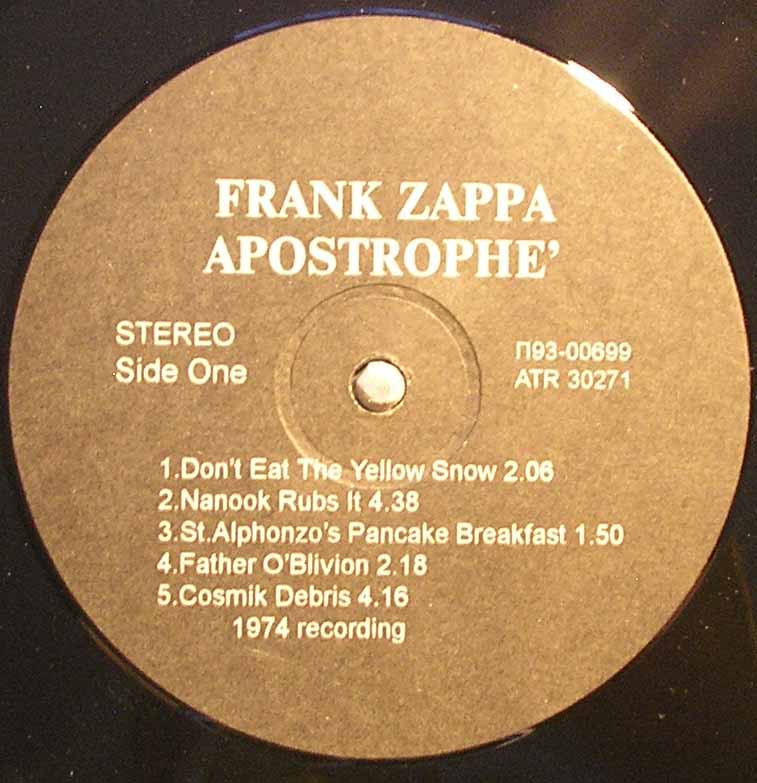 FRANK ZAPPA
APOSTROPHE’
STEREO
Side One
П93-00699
ATR 30271
1.Don't Eat The Yellow Snow 2.06
2.Nanook Rubs It 4.38
3.St.Alphonzo's Pancake Breakfast 1.50
4.Father O'Blivion 2.18
5.Cosmik Debris 4.16
1974 recording